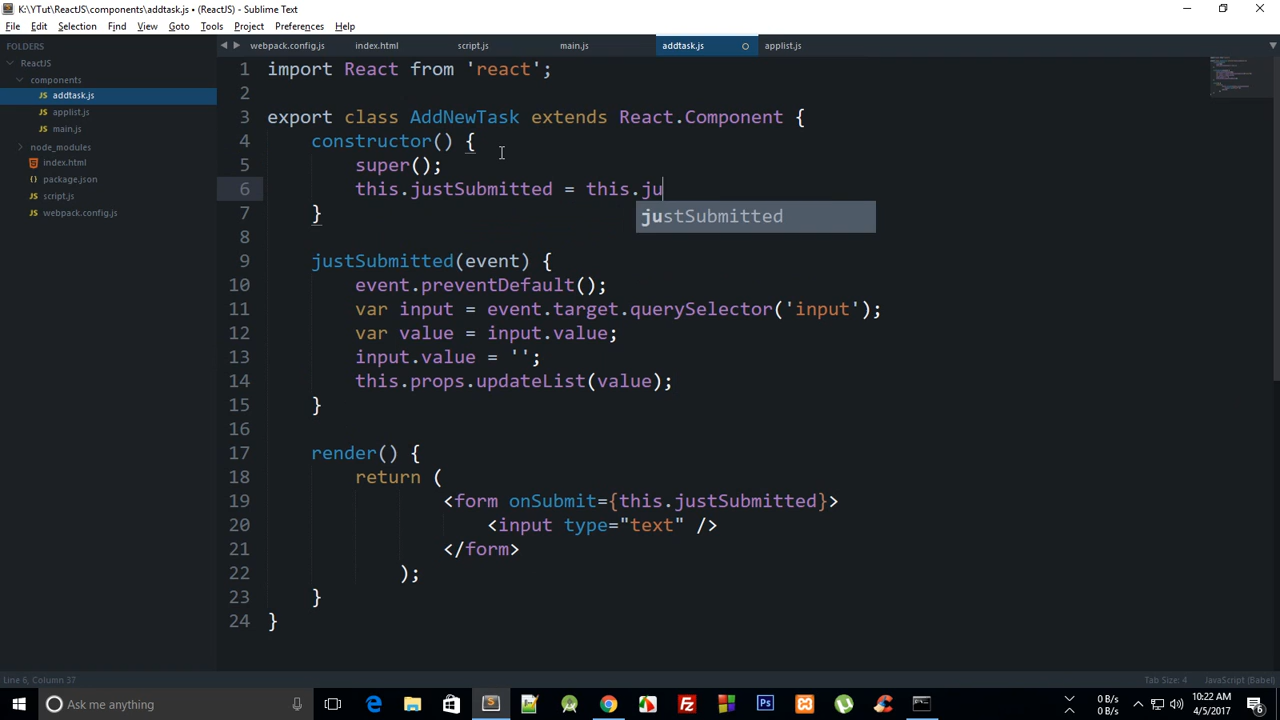 K:\YTut\ReactJS\components\addtask.js • (ReactJS) - Sublime Text
File Edit Selection Find View Goto Tools Project Preferences Help
FOLDERS
ReactJS
components
addtask.js
applist.js
main.js
node_modules
index.html
package.json
script.js
webpack.config.js
webpack.config.js index.html script.js main.js addtask.js applist.js
1 import React from 'react';
2
3 export class AddNewTask extends React.Component {
4 constructor() {
5 super();
6 this.justSubmitted = this.ju
justSubmitted
7 }
8
9 justSubmitted(event) {
10 event.preventDefault();
11 var input = event.target.querySelector('input');
12 var value = input.value;
13 input.value = '';
14 this.props.updateList(value);
15 }
16
17 render() {
18 return (
19 <form onSubmit={this.justSubmitted}>
20 <input type="text" />
21 </form>
22 );
23 }
24 }
Line 6, Column 37
Tab Size: 4 JavaScript (Babel)
Ask me anything
0 B/s
0 B/s
10:22 AM
4/5/2017
6